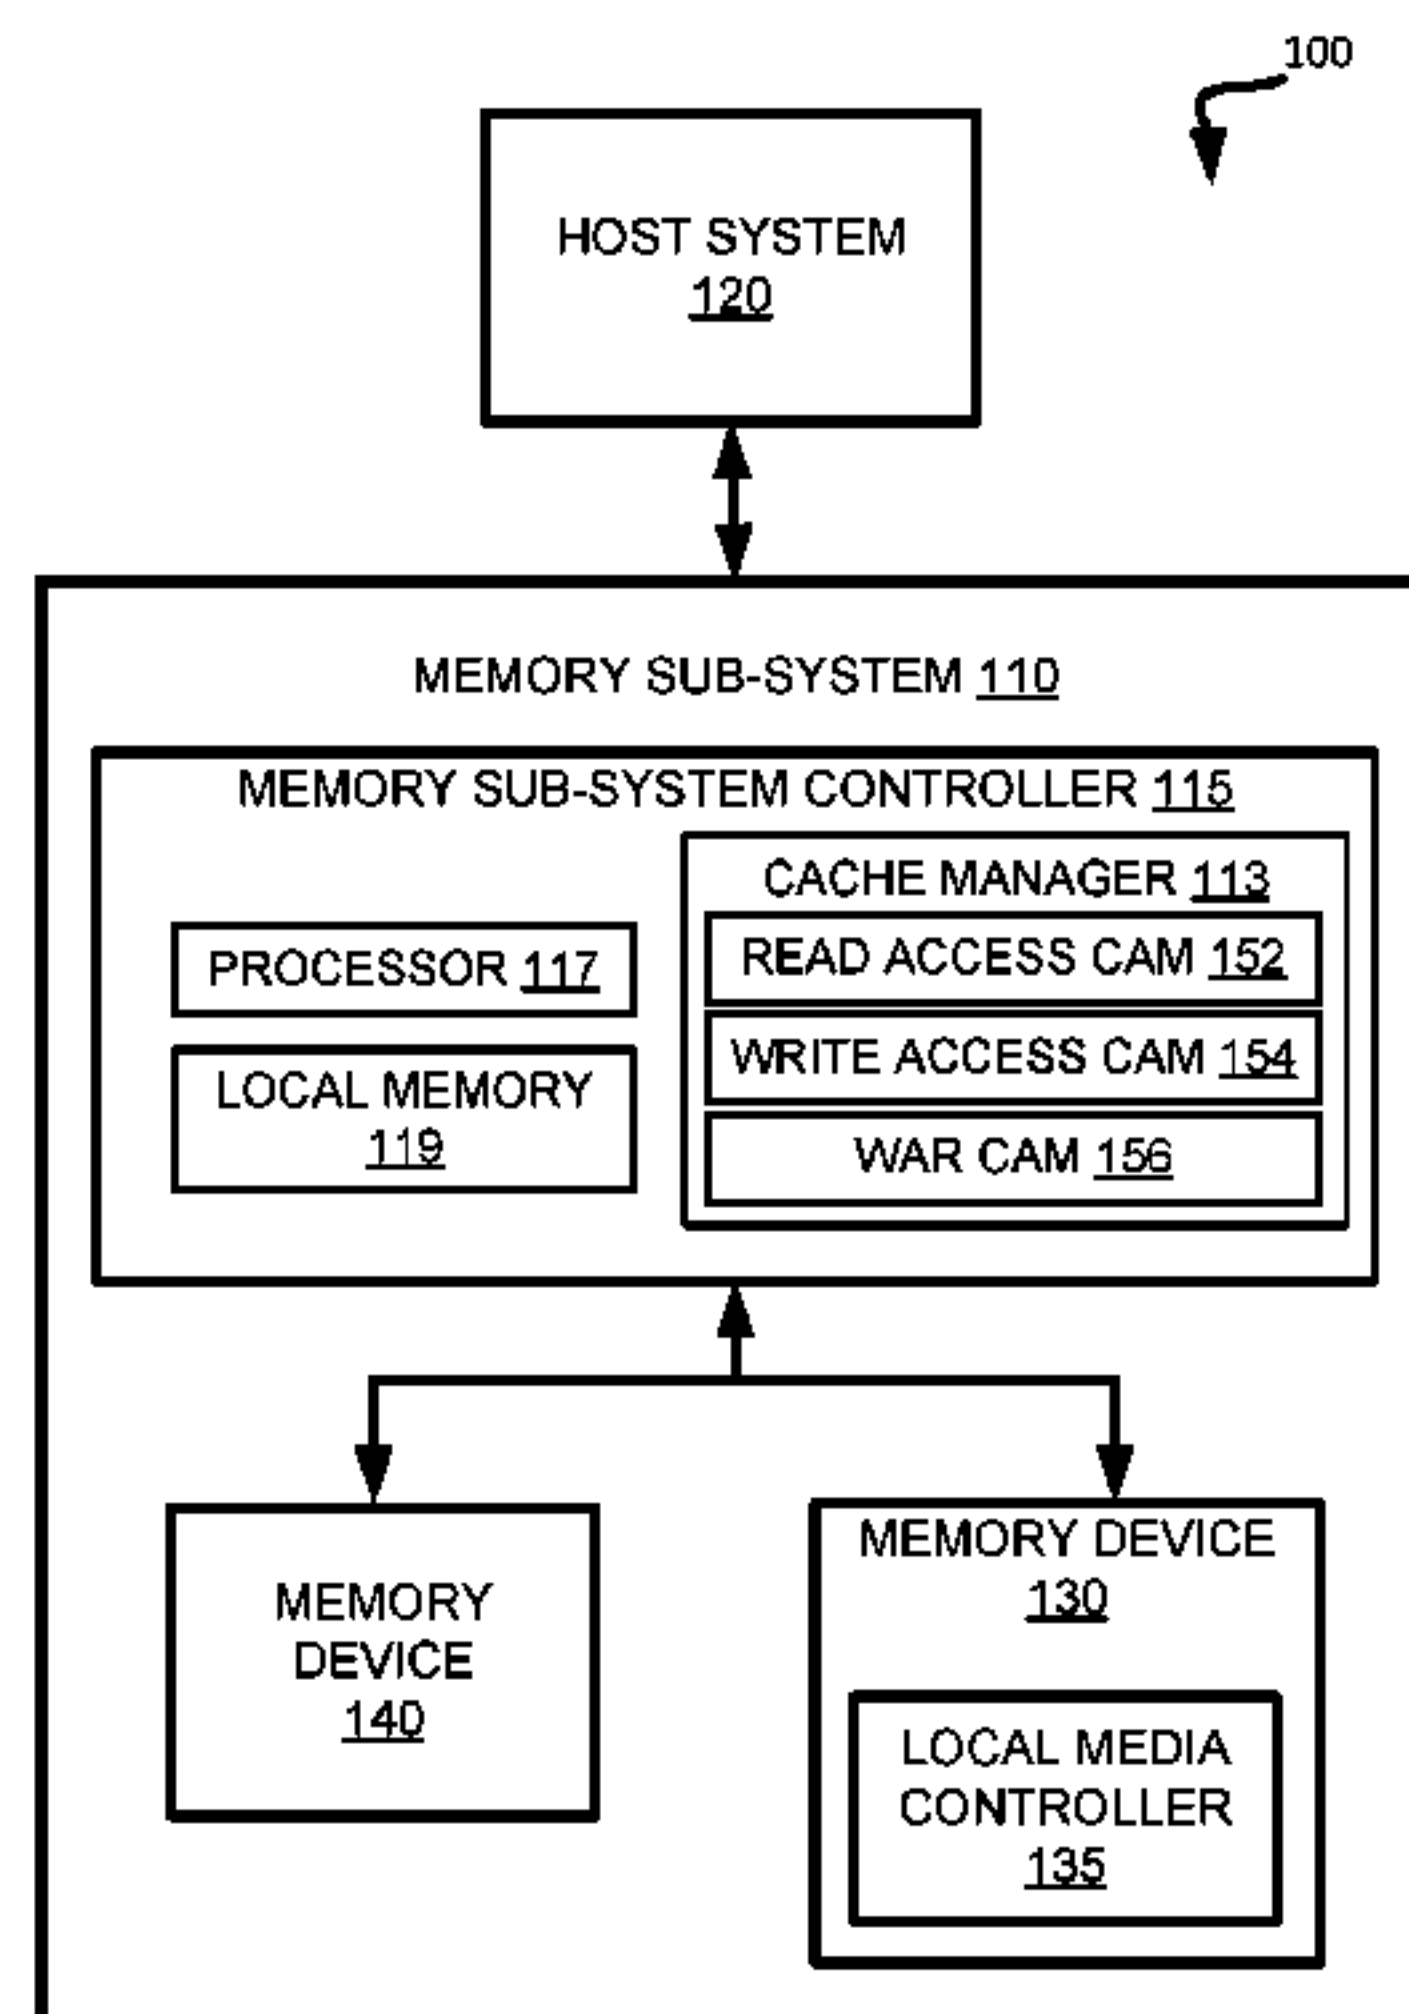 100
HOST SYSTEM
120
MEMORY SUB-SYSTEM 110
MEMORY SUB-SYSTEM CONTROLLER 115
CACHE MANAGER 113
READ ACCESS CAM 152
PROCESSOR 117
WRITE ACCESS CAM 154
LOCAL MEMORY
119
WAR CAM 156
MEMORY
DEVICE
140
MEMORY DEVICE
130
LOCAL MEDIA
CONTROLLER
135